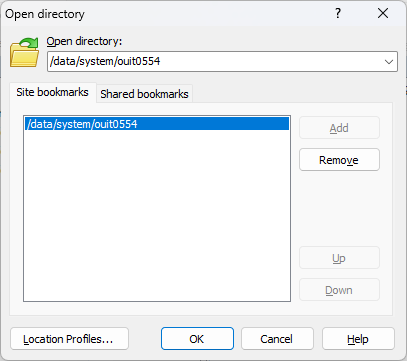 Open directory
?
Open directory:
/data/system/ouit0554
Site bookmarks
Shared bookmarks
/data/system/ouit0554
Add
Remove
Up
Down
Location Profiles...
OK
Cancel
Help